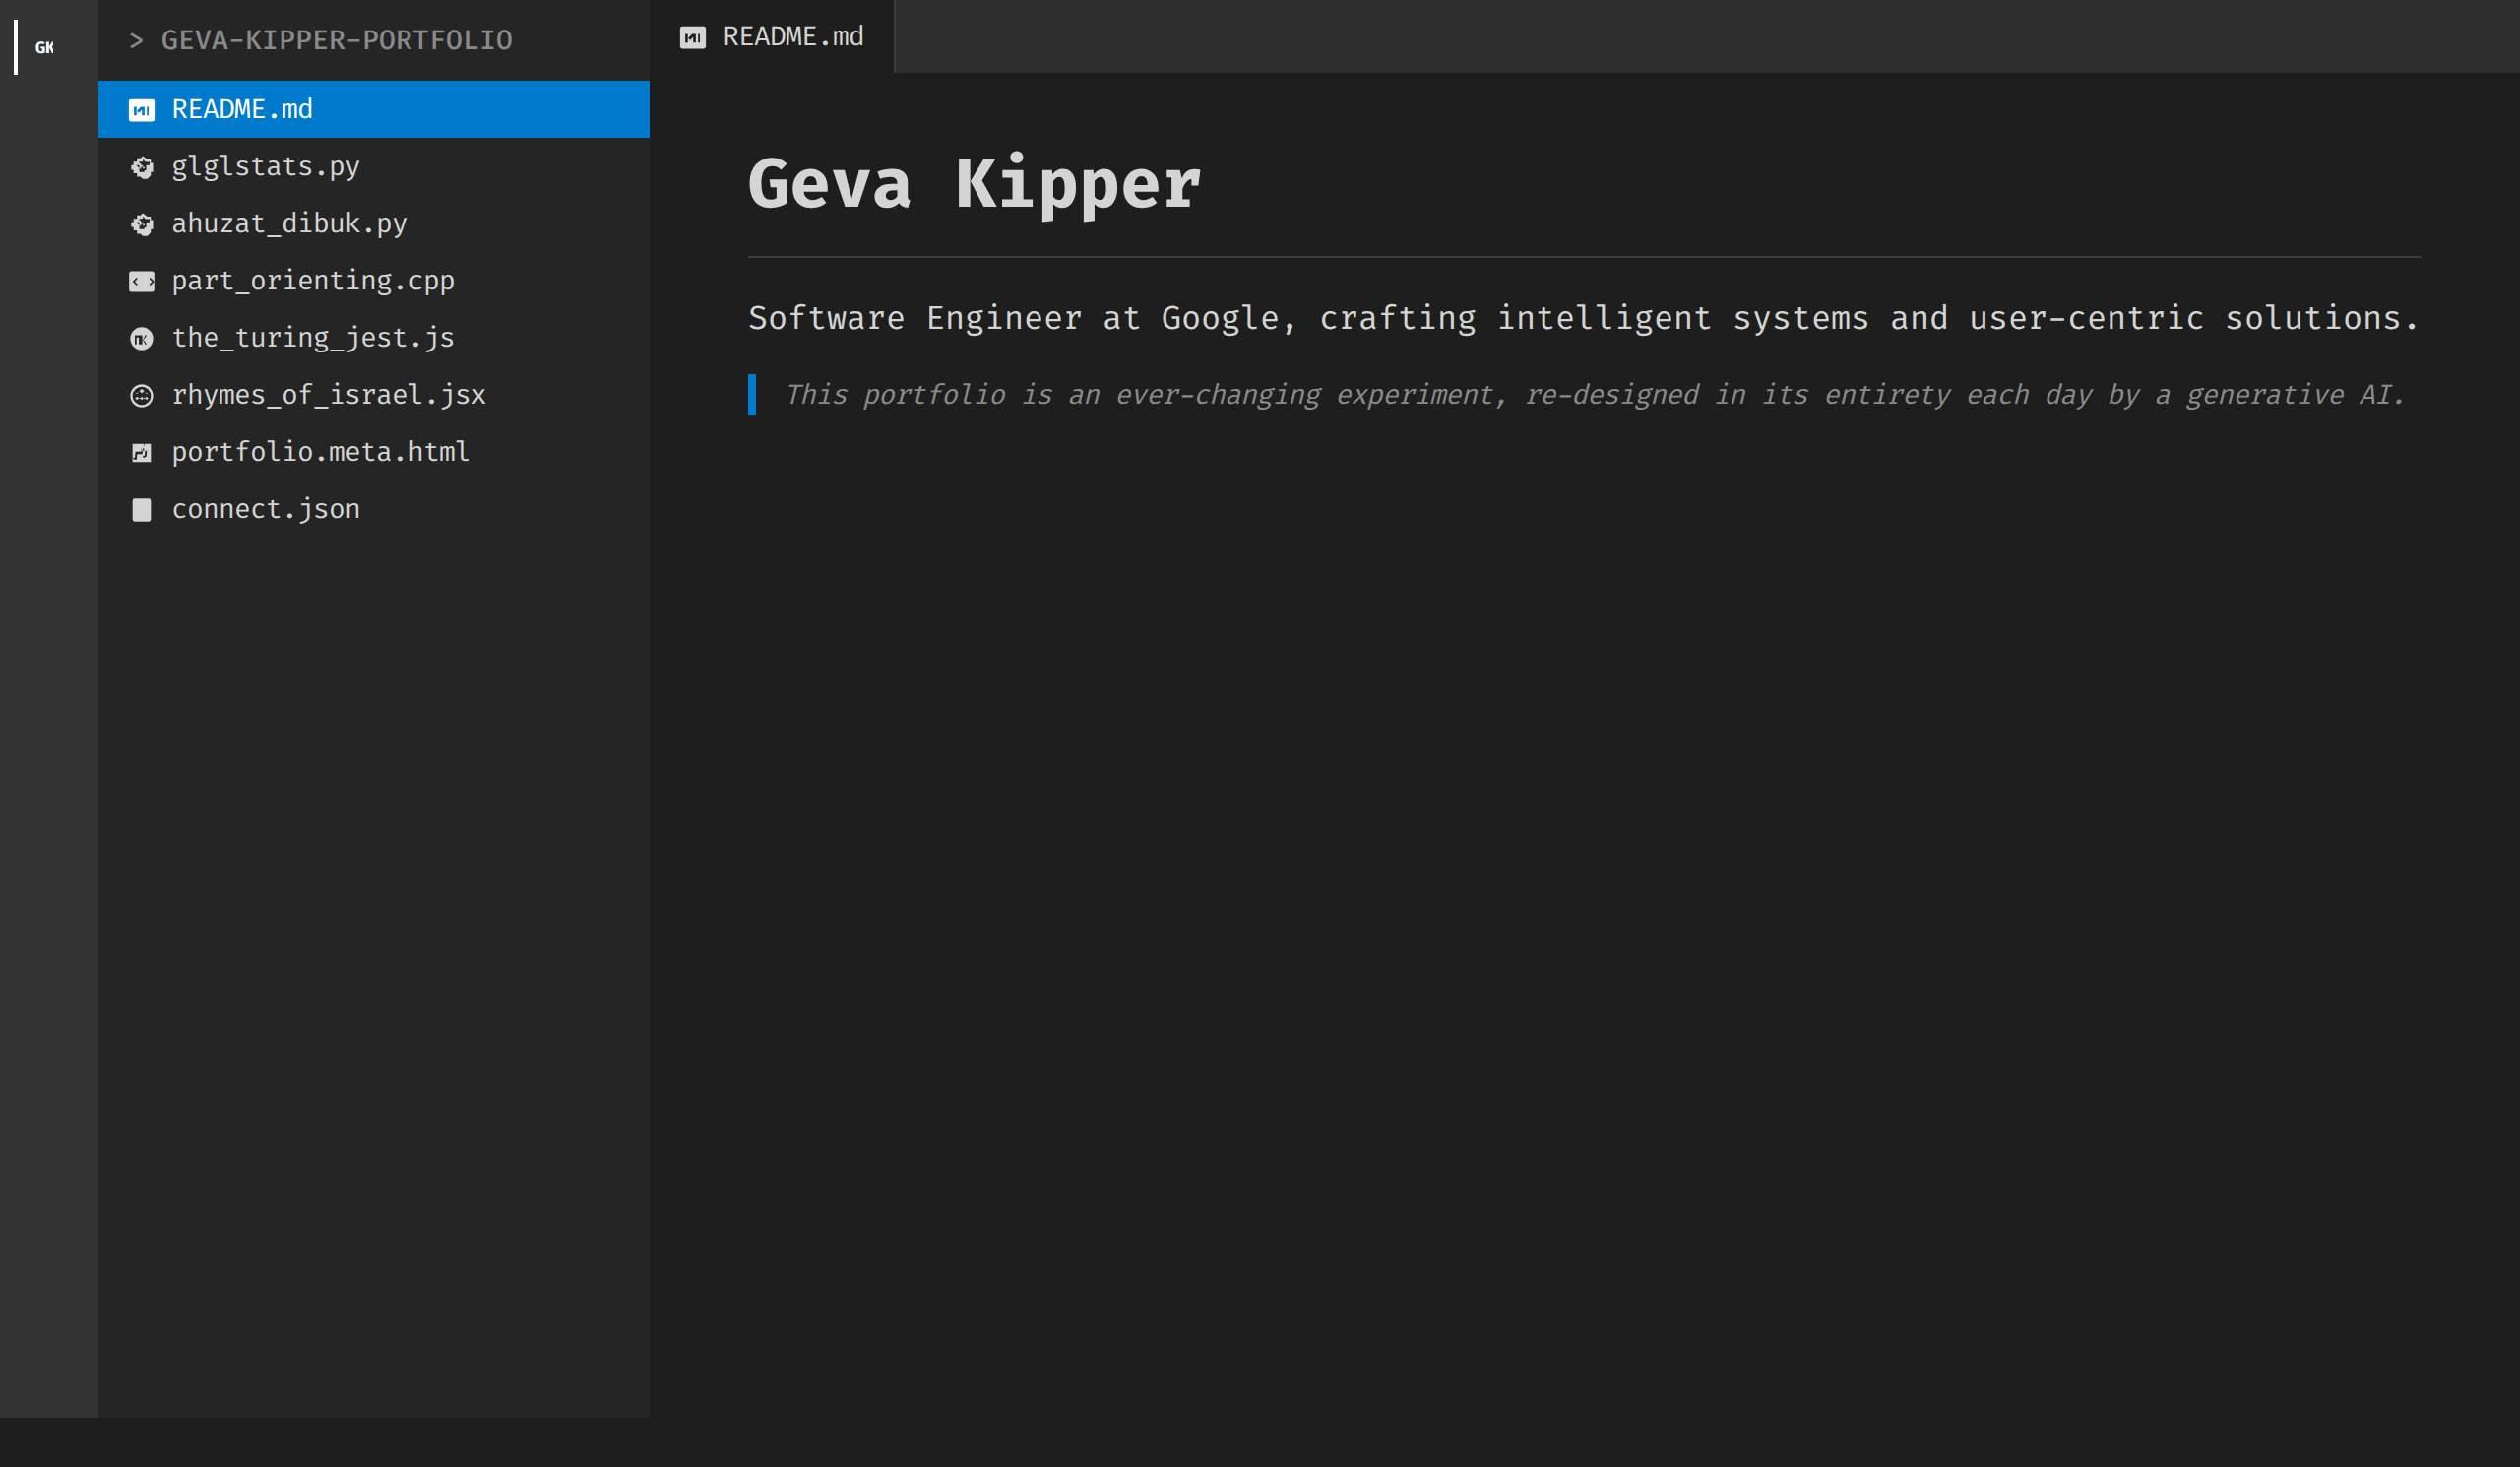 GK
> GEVA-KIPPER-PORTFOLIO
README.md
glglstats.py
ahuzat_dibuk.py
part_orienting.cpp
the_turing_jest.js
rhymes_of_israel.jsx
portfolio.meta.html
connect.json
README.md
Geva Kipper
Software Engineer at Google, crafting intelligent systems and user-centric solutions.
This portfolio is an ever-changing experiment, re-designed in its entirety each day by a generative AI.